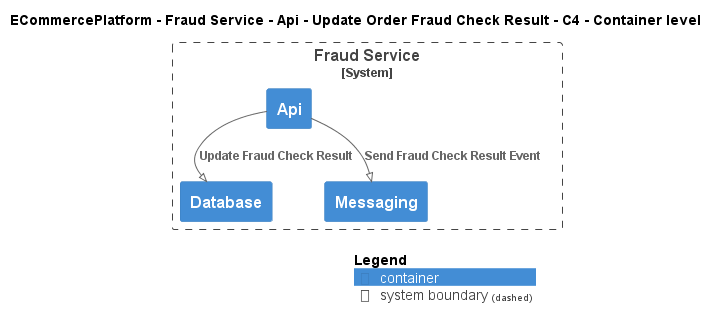 ECommercePlatform - Fraud Service - Api - Update Order Fraud Check Result - C4 - Container level
Fraud Service
[System]
Api
Update Fraud Check Result
Send Fraud Check Result Event
Database
Messaging
Legend
container
system boundary (dashed)